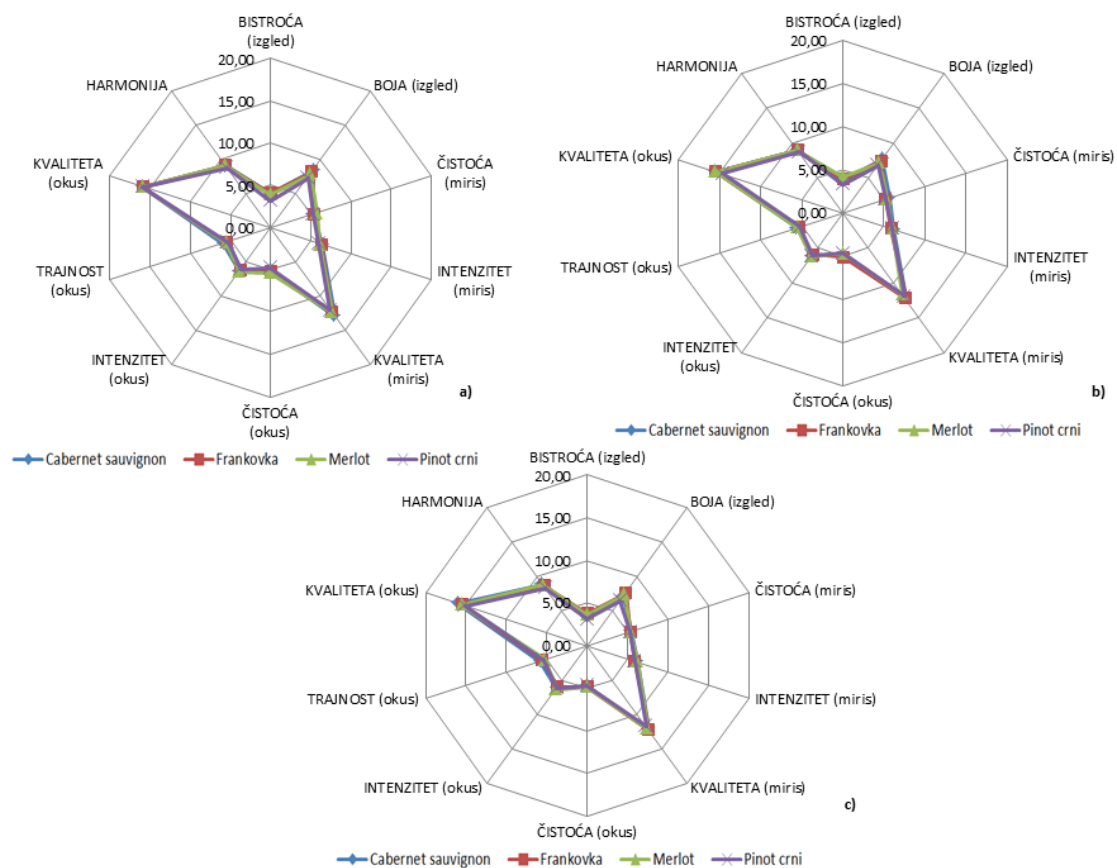 BISTROĆA
(izgled)
20,00
15,00
10,00
5,00
0,00
BOJA (izgled)
ČISTOĆA
(miris)
INTENZITET
(miris)
KVALITETA
(miris)
ČISTOĆA
(okus)
INTENZITET
(okus)
TRAJNOST
(okus)
KVALITETA
(okus)
HARMONIJA
a)
Cabernet sauvignon Frankovka Merlot Pinot crni
BISTROĆA (izgled)
20,00
15,00
10,00
5,00
0,00
BOJA (izgled)
ČISTOĆA (miris)
INTENZITET
(miris)
KVALITETA (miris)
ČISTOĆA (okus)
INTENZITET
(okus)
TRAJNOST (okus)
KVALITETA (okus)
HARMONIJA
b)
Cabernet sauvignon Frankovka Merlot Pinot crni
BISTROĆA (izgled)
20,00
15,00
10,00
5,00
0,00
BOJA (izgled)
ČISTOĆA (miris)
INTENZITET (miris)
KVALITETA (miris)
ČISTOĆA (okus)
INTENZITET (okus)
TRAJNOST (okus)
KVALITETA (okus)
HARMONIJA
c)
Cabernet sauvignon Frankovka Merlot Pinot crni